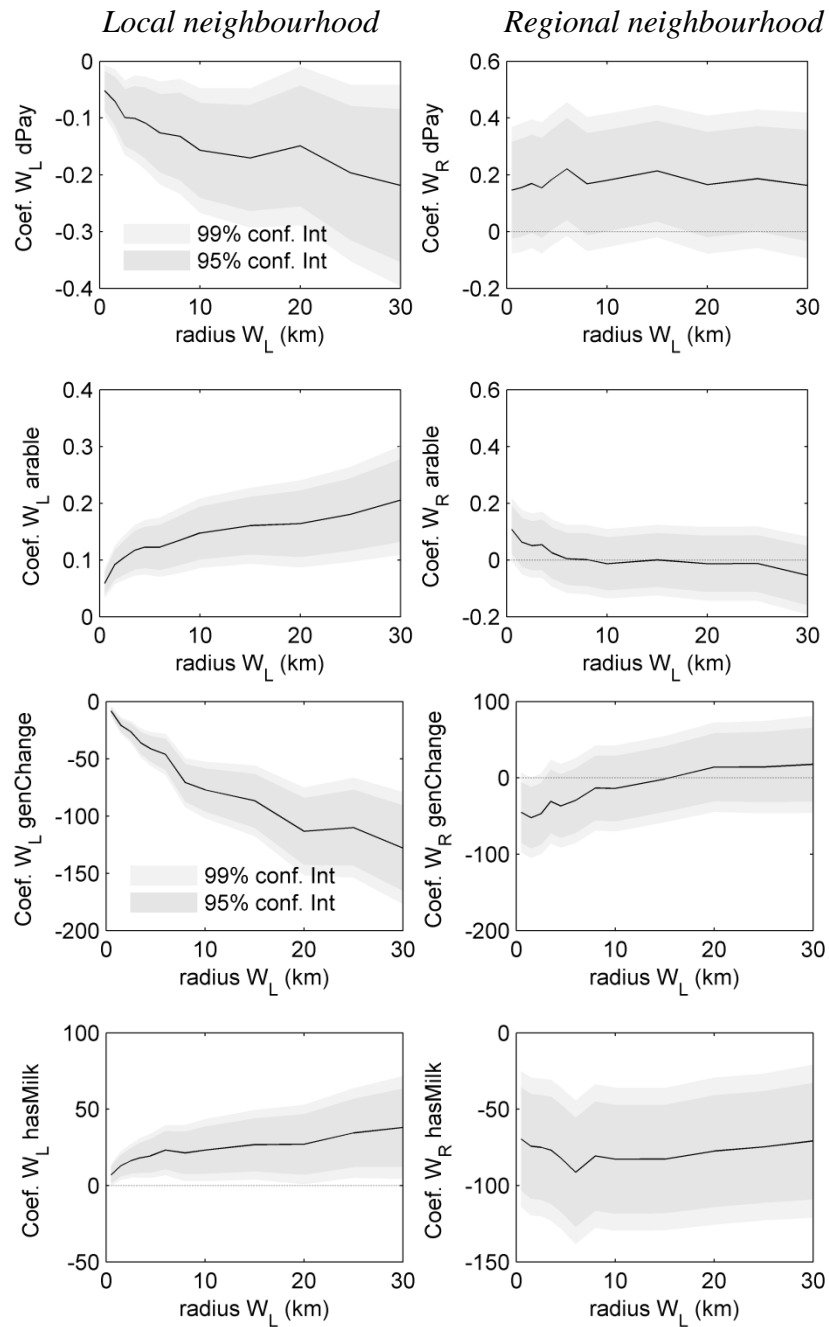 Local neighbourhood
Regional neighbourhood
0
-0.1
-0.2
-0.3
-0.4
Coef. W_L dPay
99% conf. Int
95% conf. Int
0 10 20 30
radius W_L (km)
0.6
0.4
0.2
0
-0.2
Coef. W_R dPay
0 10 20 30
radius W_L (km)
0.4
0.3
0.2
0.1
0
Coef. W_L arable
0 10 20 30
radius W_L (km)
0.6
0.4
0.2
0
-0.2
Coef. W_R arable
0 10 20 30
radius W_L (km)
0
-50
-100
-150
-200
Coef. W_L genChange
99% conf. Int
95% conf. Int
0 10 20 30
radius W_L (km)
100
0
-100
-200
Coef. W_R genChange
0 10 20 30
radius W_L (km)
100
50
0
-50
Coef. W_L hasMilk
0 10 20 30
radius W_L (km)
0
-50
-100
-150
Coef. W_R hasMilk
0 10 20 30
radius W_L (km)